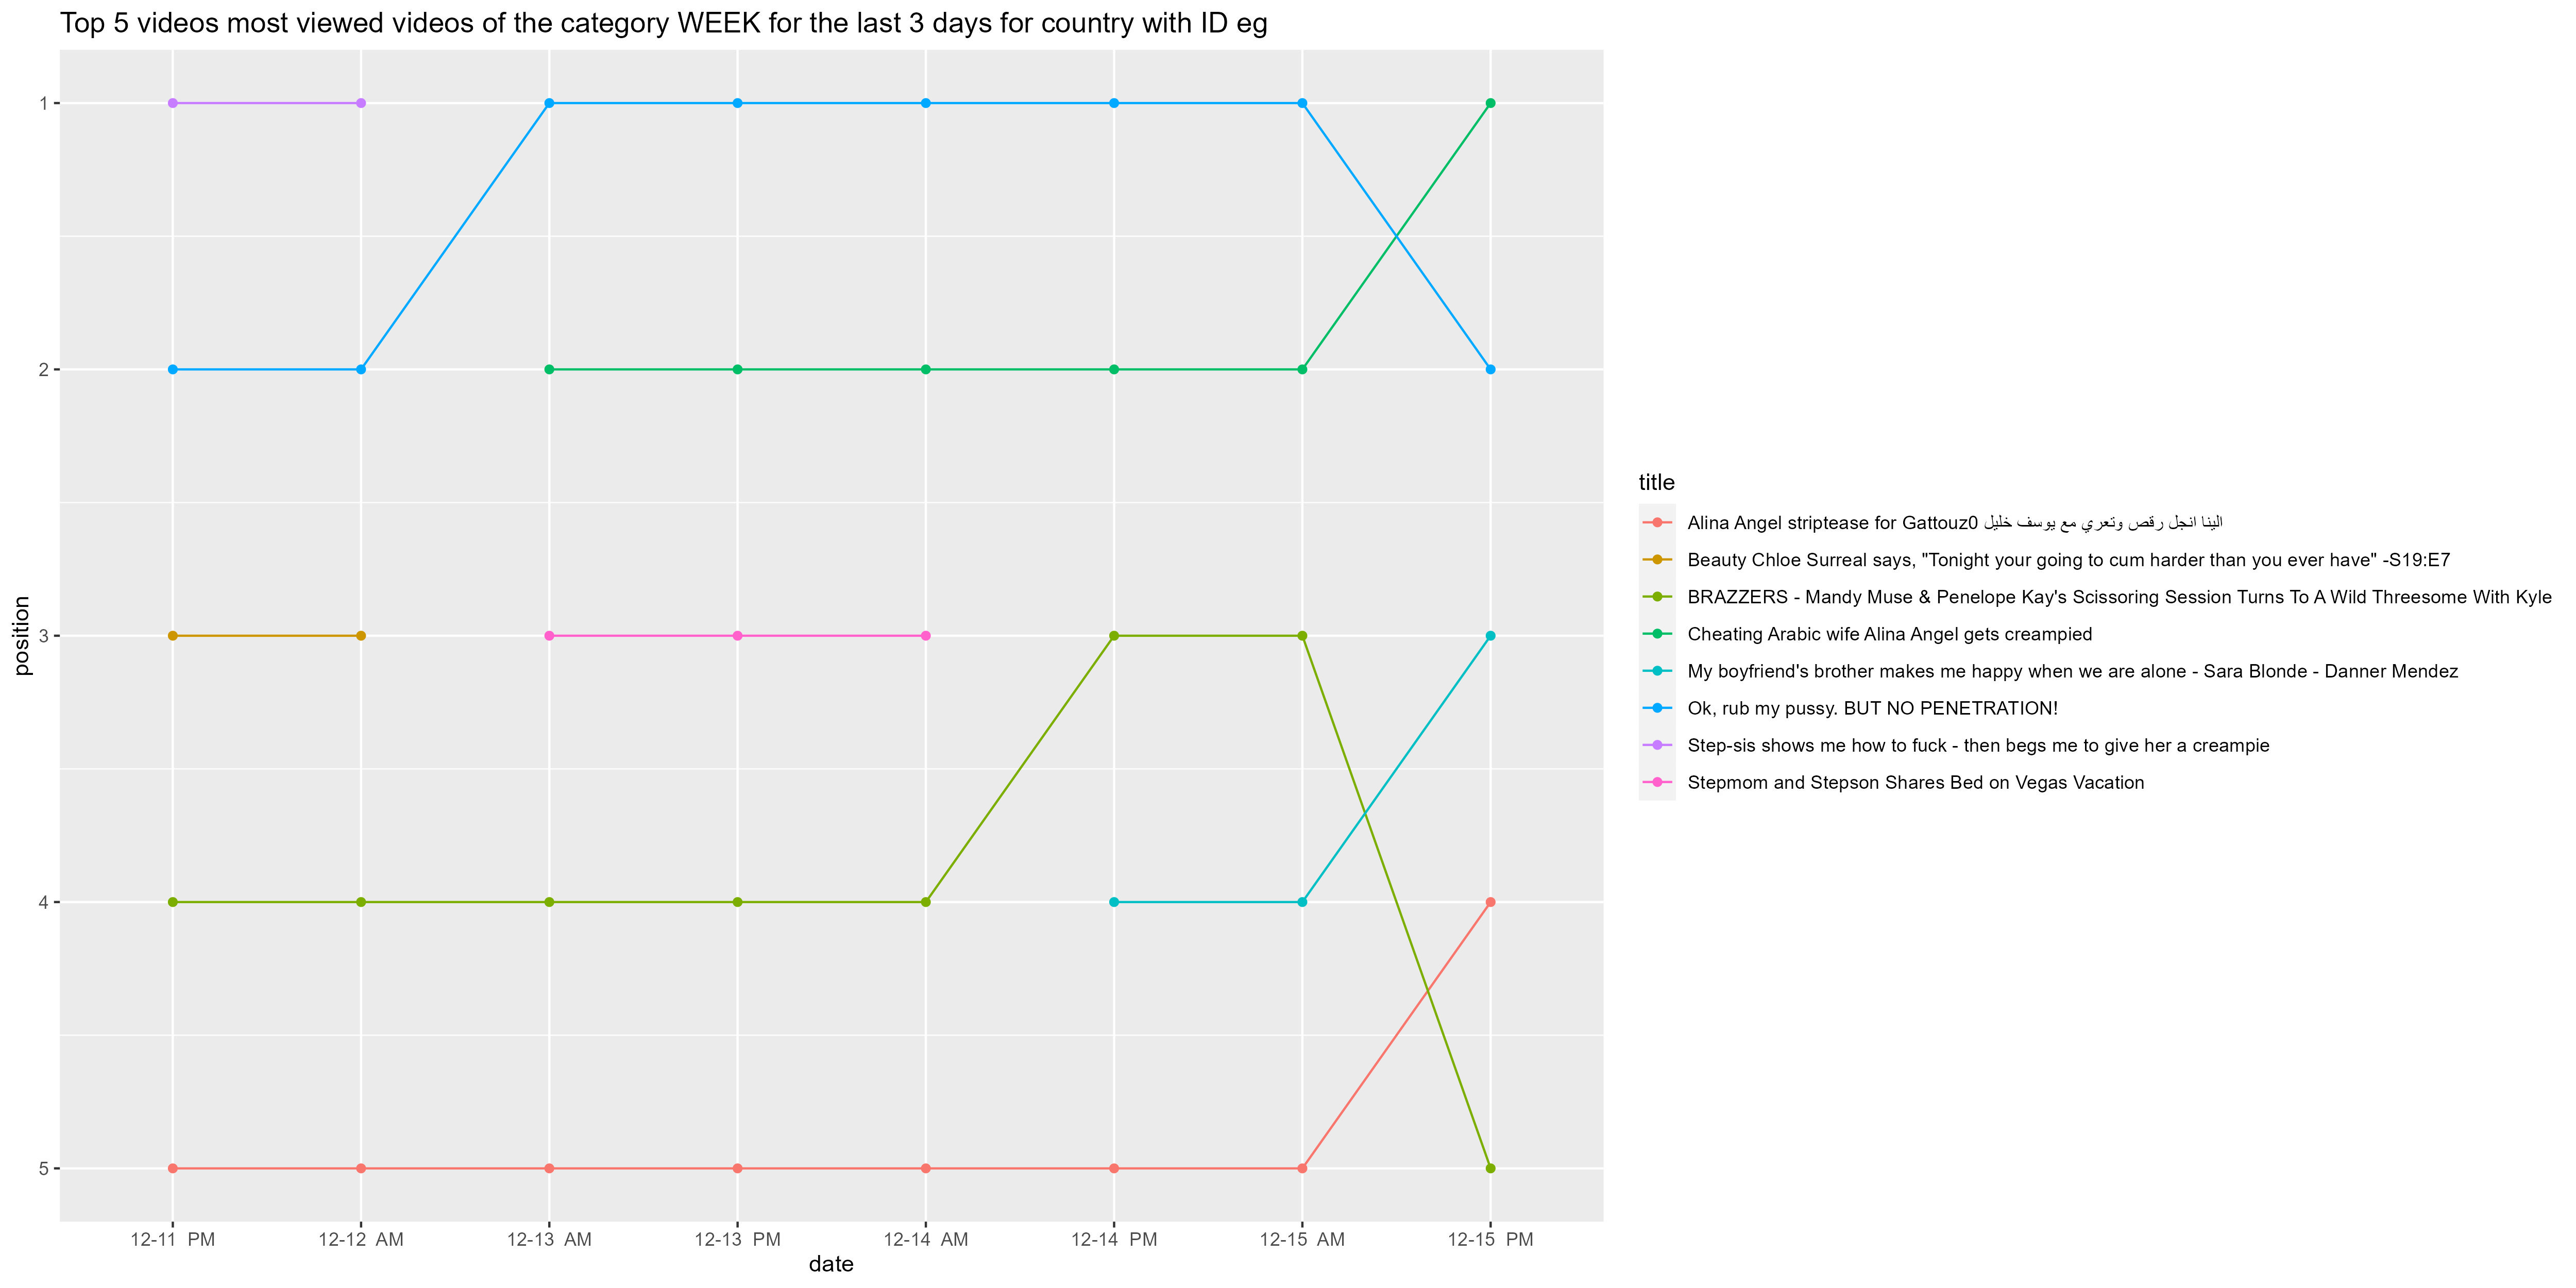 Top 5 videos most viewed videos of the category WEEK for the last 3 days for country with ID eg
position
1
2
3
4
5
12-11 PM
12-12 AM
12-13 AM
12-13 PM
12-14 AM
12-14 PM
12-15 AM
12-15 PM
date
title
Alina Angel striptease for Gattouz0 الينا انجل رقص وتعري مع يوسف خليل
Beauty Chloe Surreal says, "Tonight your going to cum harder than you ever have" -S19:E7
BRAZZERS - Mandy Muse & Penelope Kay's Scissoring Session Turns To A Wild Threesome With Kyle
Cheating Arabic wife Alina Angel gets creampied
My boyfriend's brother makes me happy when we are alone - Sara Blonde - Danner Mendez
Ok, rub my pussy. BUT NO PENETRATION!
Step-sis shows me how to fuck - then begs me to give her a creampie
Stepmom and Stepson Shares Bed on Vegas Vacation